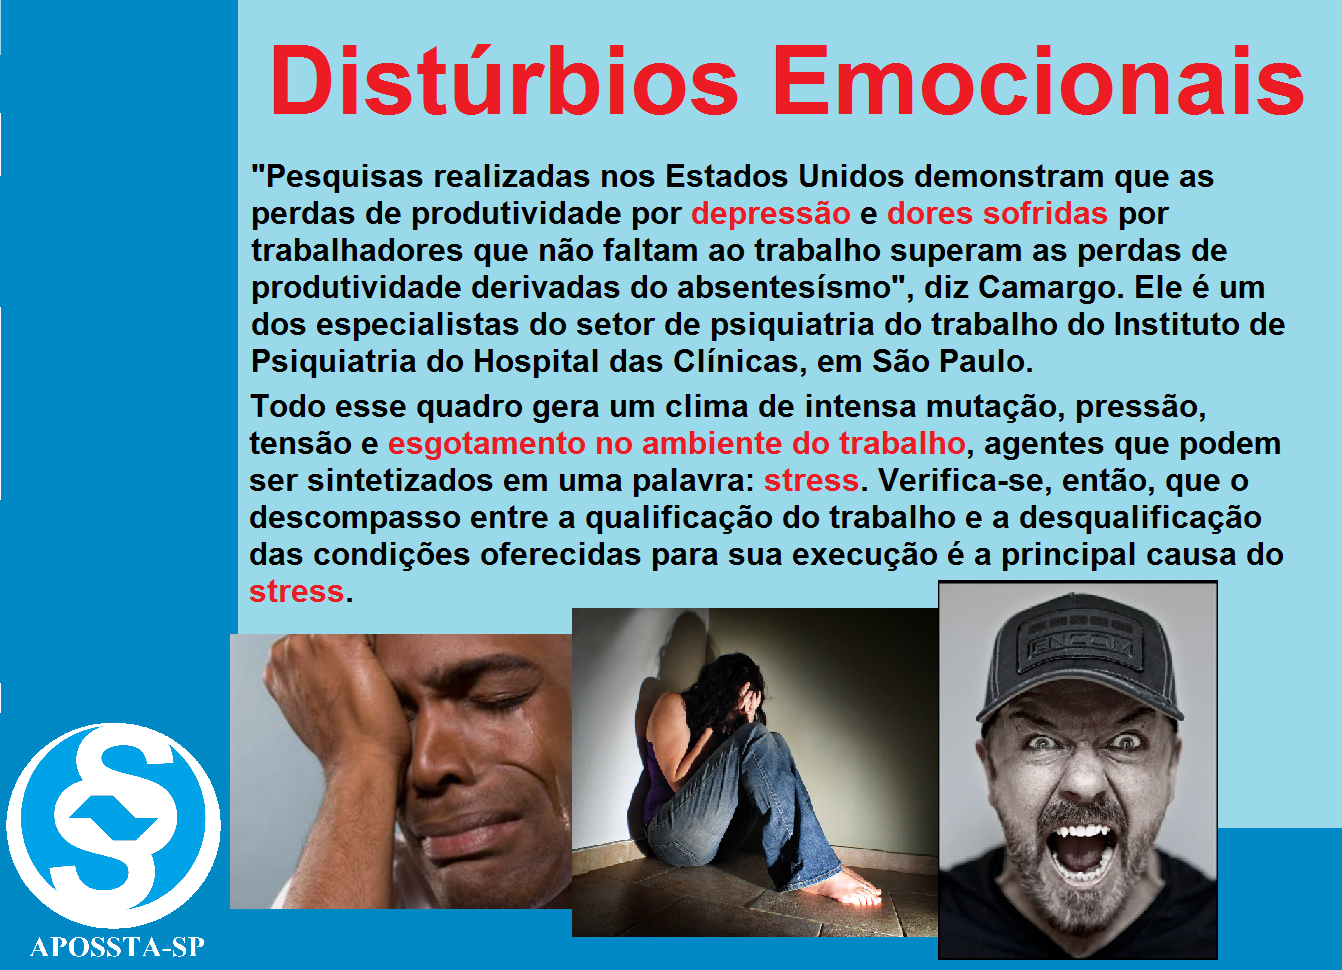 Distúrbios Emocionais
"Pesquisas realizadas nos Estados Unidos demonstram que as
perdas de produtividade por depressão e dores sofridas por
trabalhadores que não faltam ao trabalho superam as perdas de
produtividade derivadas do absentesísmo", diz Camargo. Ele é um
dos especialistas do setor de psiquiatria do trabalho do Instituto de
Psiquiatria do Hospital das Clínicas, em São Paulo.
Todo esse quadro gera um clima de intensa mutação, pressão,
tensão e esgotamento no ambiente do trabalho, agentes que podem
ser sintetizados em uma palavra: stress. Verifica-se, então, que o
descompasso entre a qualificação do trabalho e a desqualificação
das condições oferecidas para sua execução é a principal causa do
stress.
ENCOM
APOSSTA-SP